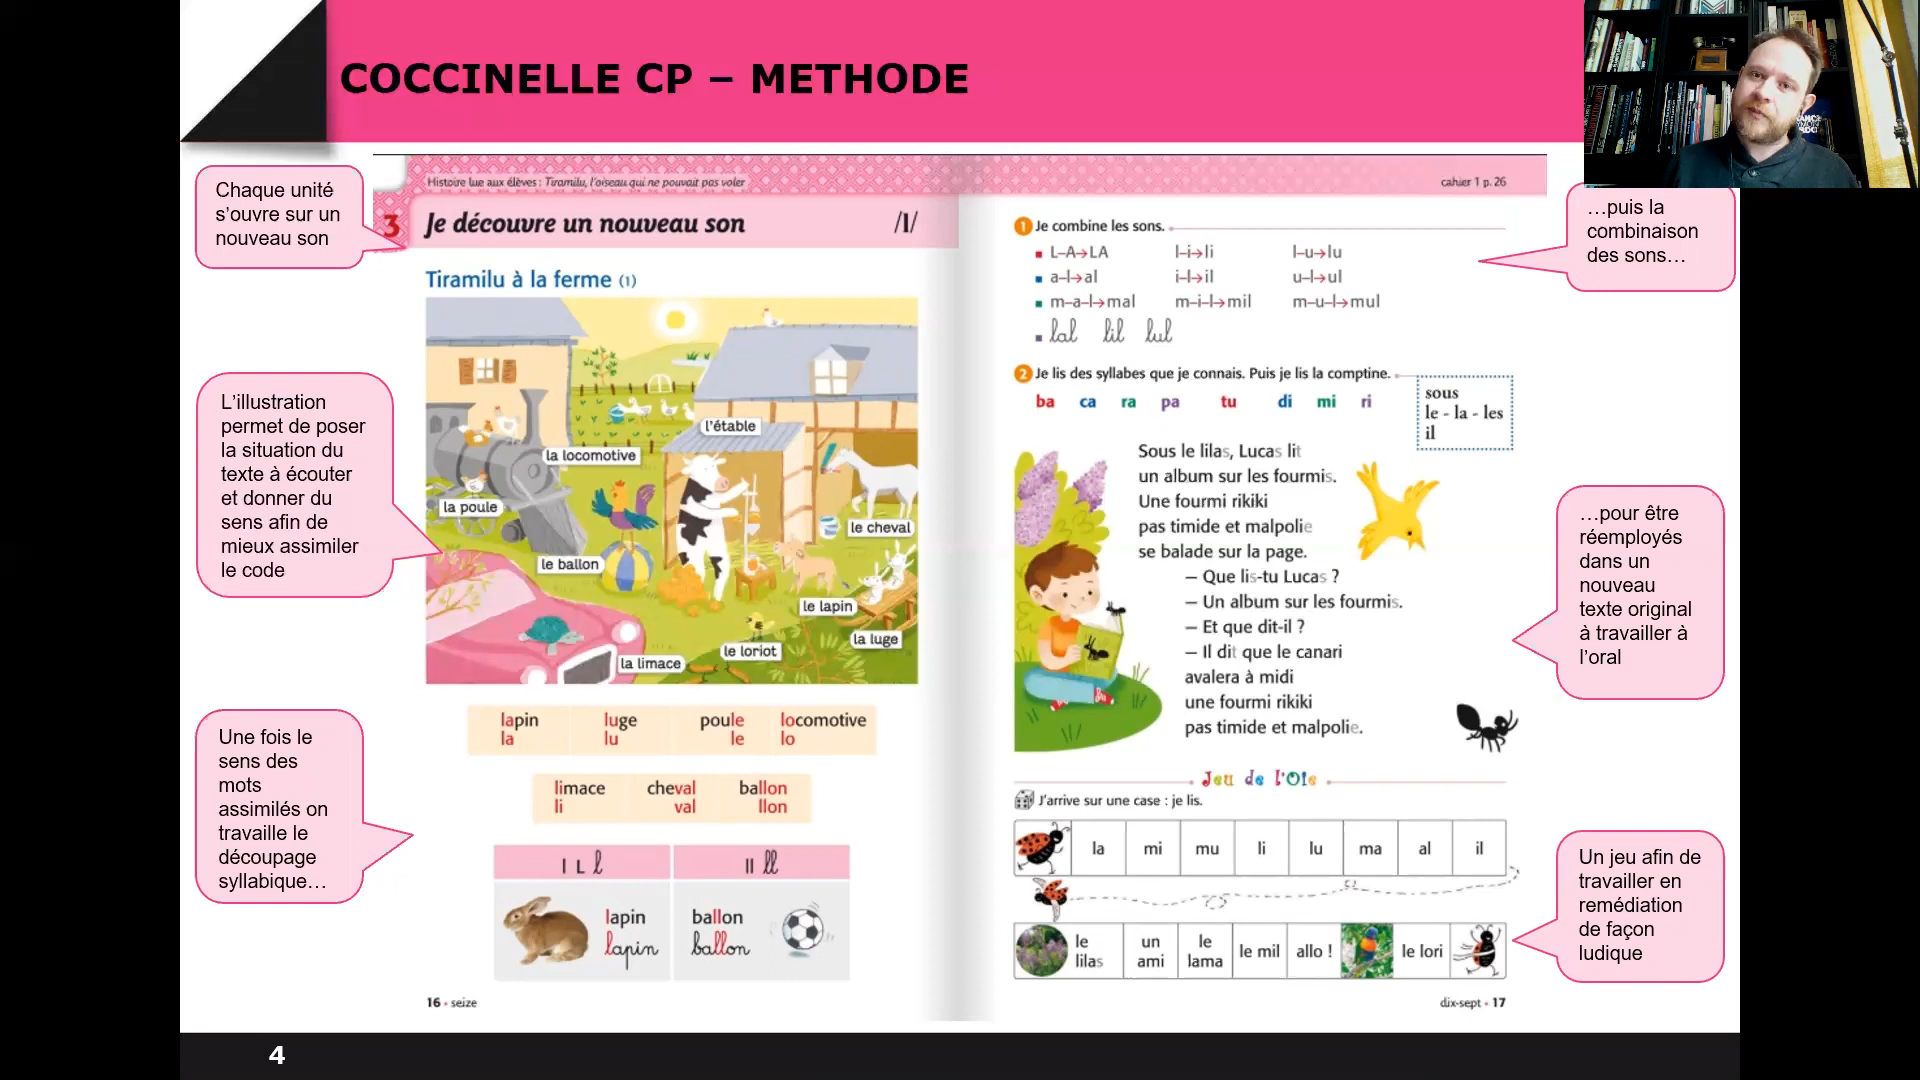 COCCINELLE CP – METHODE
Chaque unité
s'ouvre sur un
nouveau son
L'illustration
permet de poser
la situation du
texte à écouter
et donner du
sens afin de
mieux assimiler
le code
Une fois le
sens des
mots
assimilés on
travaille le
découpage
syllabique…
Histoire lue aux élèves : Tiramilu, l'oiseau qui ne pouvait pas voler
3 Je découvre un nouveau son /l/
Tiramilu à la ferme (1)
l'étable
la locomotive
la poule
le cheval
le ballon
le lapin
la luge
le loriot
la limace
lapin luge poule locomotive
la lu le lo
limace cheval ballon
li val llon
l L l ll ll
lapin ballon
lapin ballon
16 • seize
cahier 1 p. 26
1 Je combine les sons.
L–A→LA l–i→li l–u→lu
a–l→al i–l→il u–l→ul
m–a–l→mal m–i–l→mil m–u–l→mul
lal lil lul
2 Je lis des syllabes que je connais. Puis je lis la comptine.
ba ca ra pa tu di mi ri
sous
le - la - les
il
Sous le lilas, Lucas lit
un album sur les fourmis.
Une fourmi rikiki
pas timide et malpolie
se balade sur la page.
– Que lis-tu Lucas ?
– Un album sur les fourmis.
– Et que dit-il ?
– Il dit que le canari
avalera à midi
une fourmi rikiki
pas timide et malpolie.
Jeu de l'Oie
J'arrive sur une case : je lis.
la mi mu li lu ma al il
le
lilas
un
ami
le
lama
le mil
allo !
le lori
dix-sept • 17
…puis la
combinaison
des sons…
…pour être
réemployés
dans un
nouveau
texte original
à travailler à
l'oral
Un jeu afin de
travailler en
remédiation
de façon
ludique
4